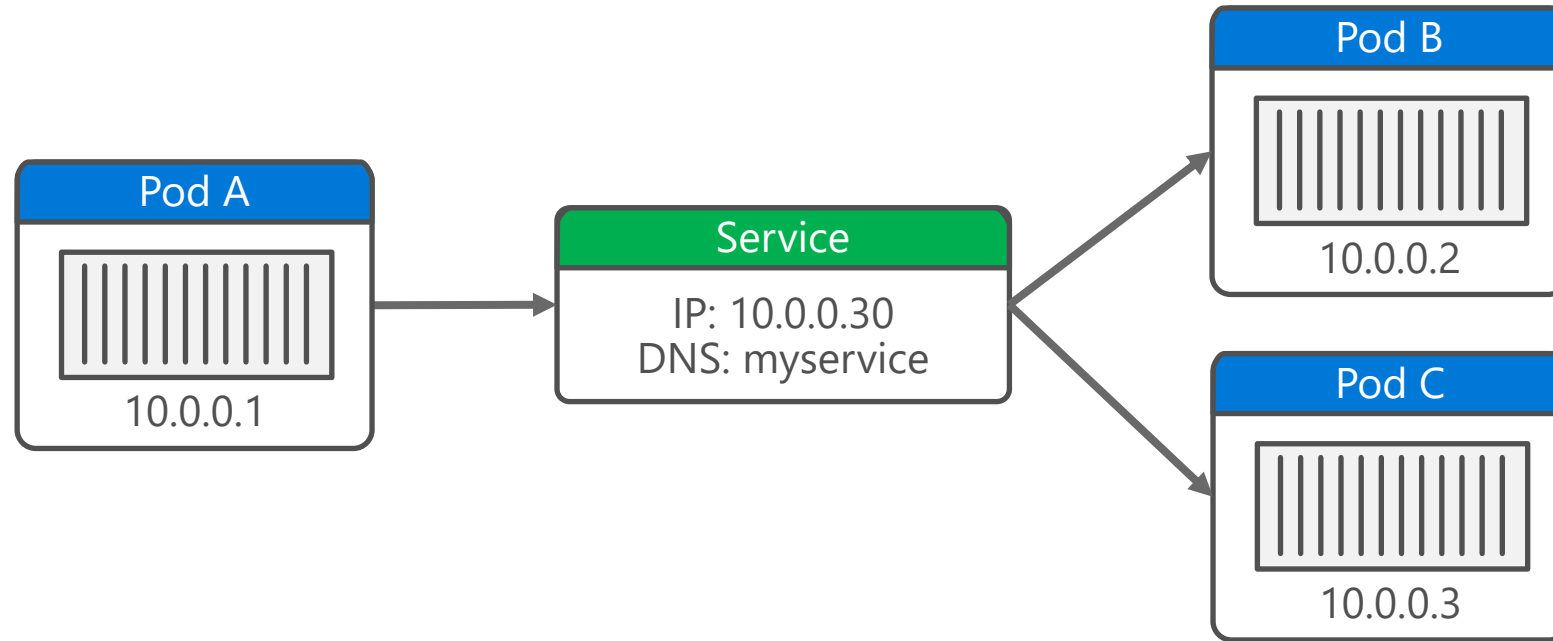 Pod A
10.0.0.1
Service
IP: 10.0.0.30
DNS: myservice
Pod B
10.0.0.2
Pod C
10.0.0.3